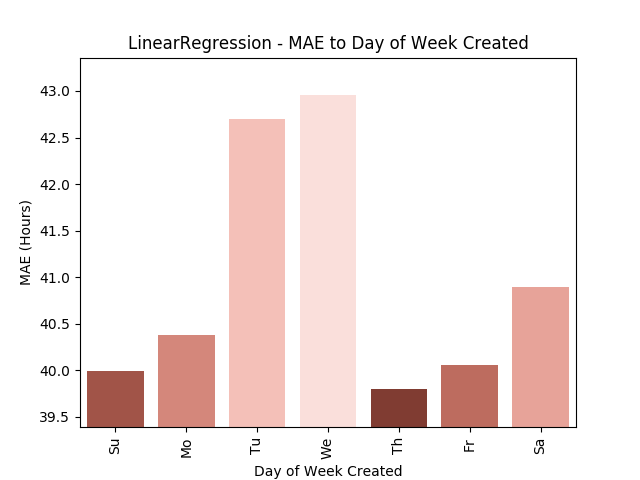 LinearRegression - MAE to Day of Week Created
43.0
42.5
42.0
41.5
41.0
40.5
40.0
39.5
MAE (Hours)
Su
Mo
Tu
We
Th
Fr
Sa
Day of Week Created